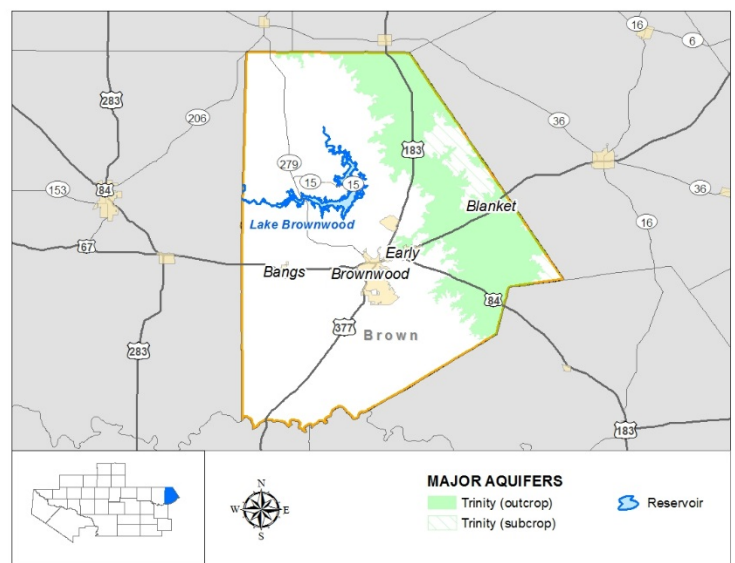 16
6
283
206
36
183
279
153
84
15
15
36
Blanket
16
Lake Brownwood
67
Early
Bangs
Brownwood
84
377
Brown
283
183
N
W E
S
MAJOR AQUIFERS
Trinity (outcrop)
Trinity (subcrop)
Reservoir